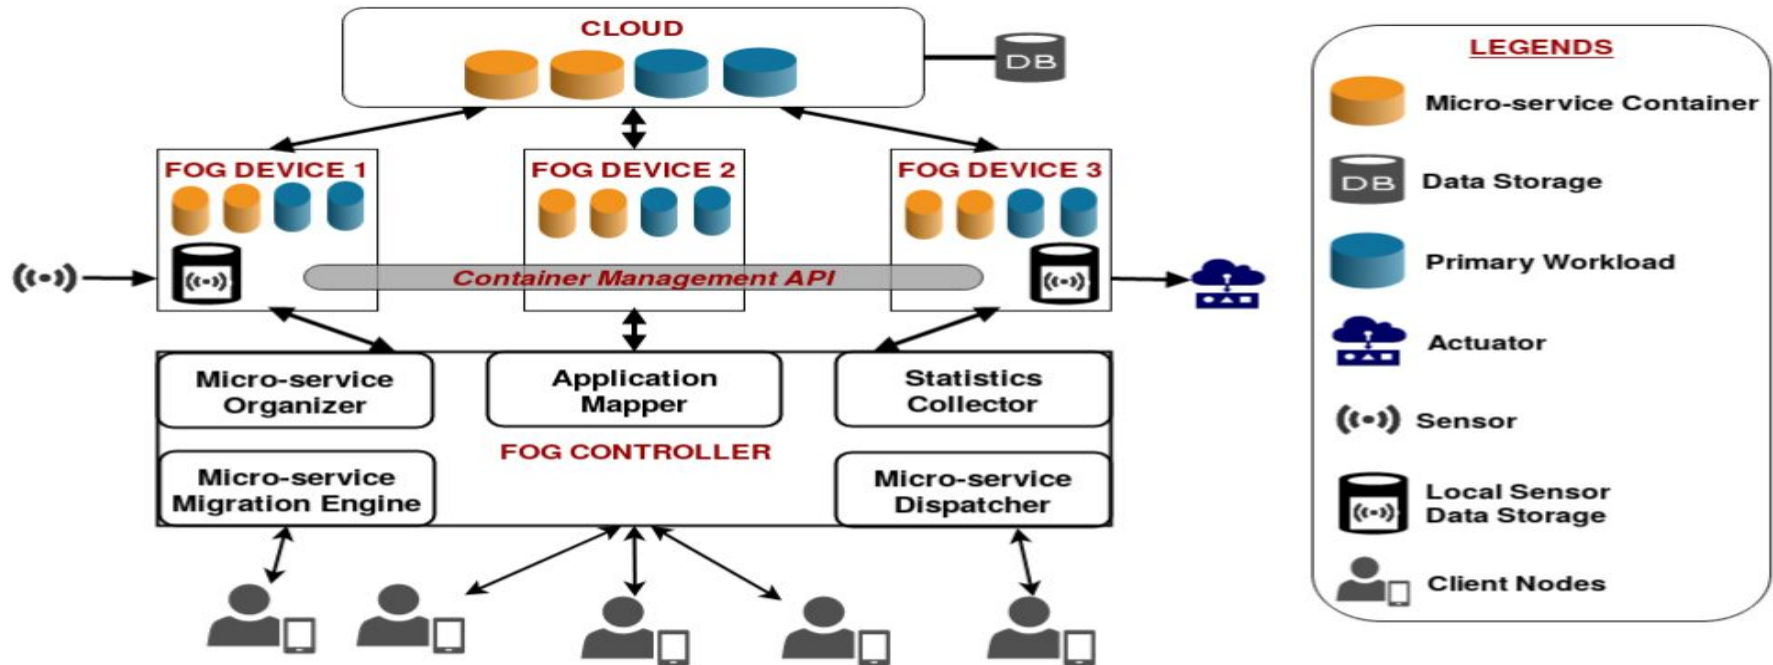 CLOUD
DB
FOG DEVICE 1
FOG DEVICE 2
FOG DEVICE 3
Container Management API
Micro-service
Organizer
Application
Mapper
Statistics
Collector
FOG CONTROLLER
Micro-service
Migration Engine
Micro-service
Dispatcher
LEGENDS
Micro-service Container
DB
Data Storage
Primary Workload
Actuator
Sensor
Local Sensor
Data Storage
Client Nodes